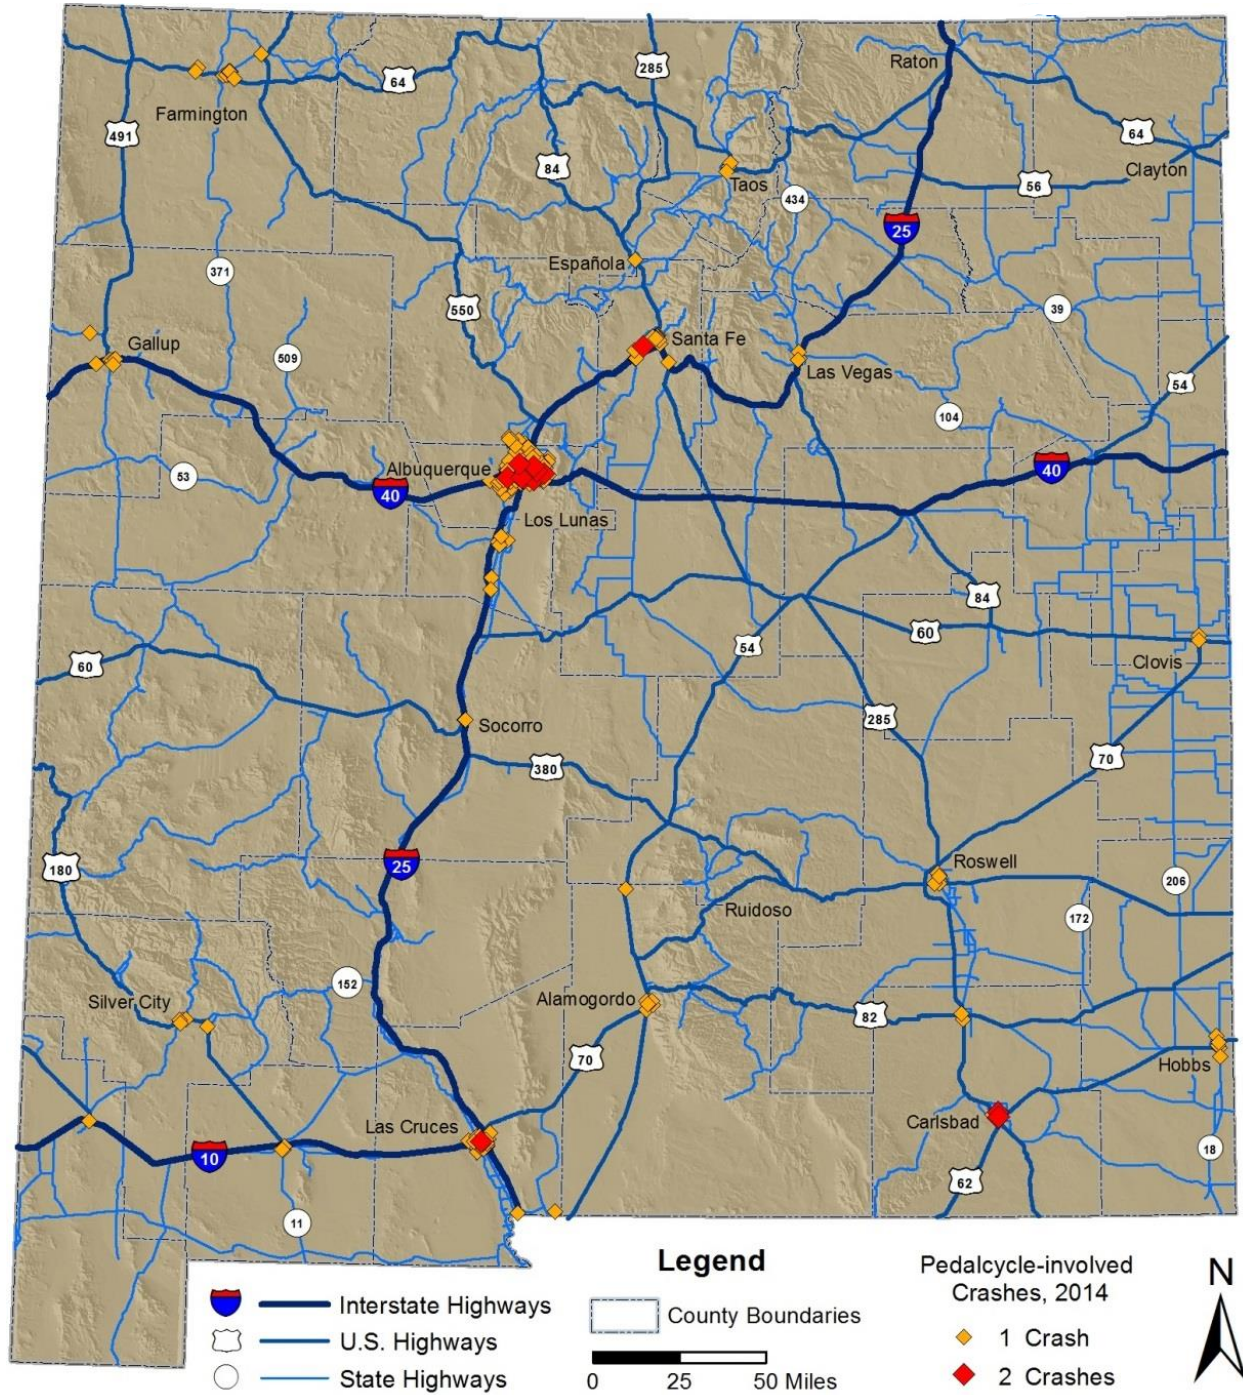 Raton
285
64
Farmington
491
64
Clayton
84
56
Taos
434
25
Española
371
550
39
Santa Fe
Gallup
509
Las Vegas
54
104
Albuquerque
40
53
40
Los Lunas
84
60
54
60
Clovis
285
Socorro
70
380
Roswell
25
180
206
Ruidoso
172
152
Silver City
Alamogordo
82
70
Hobbs
Las Cruces
Carlsbad
10
18
62
11
Legend
Interstate Highways
U.S. Highways
State Highways
County Boundaries
0 25 50 Miles
Pedalcycle-involved
Crashes, 2014
1 Crash
2 Crashes
N